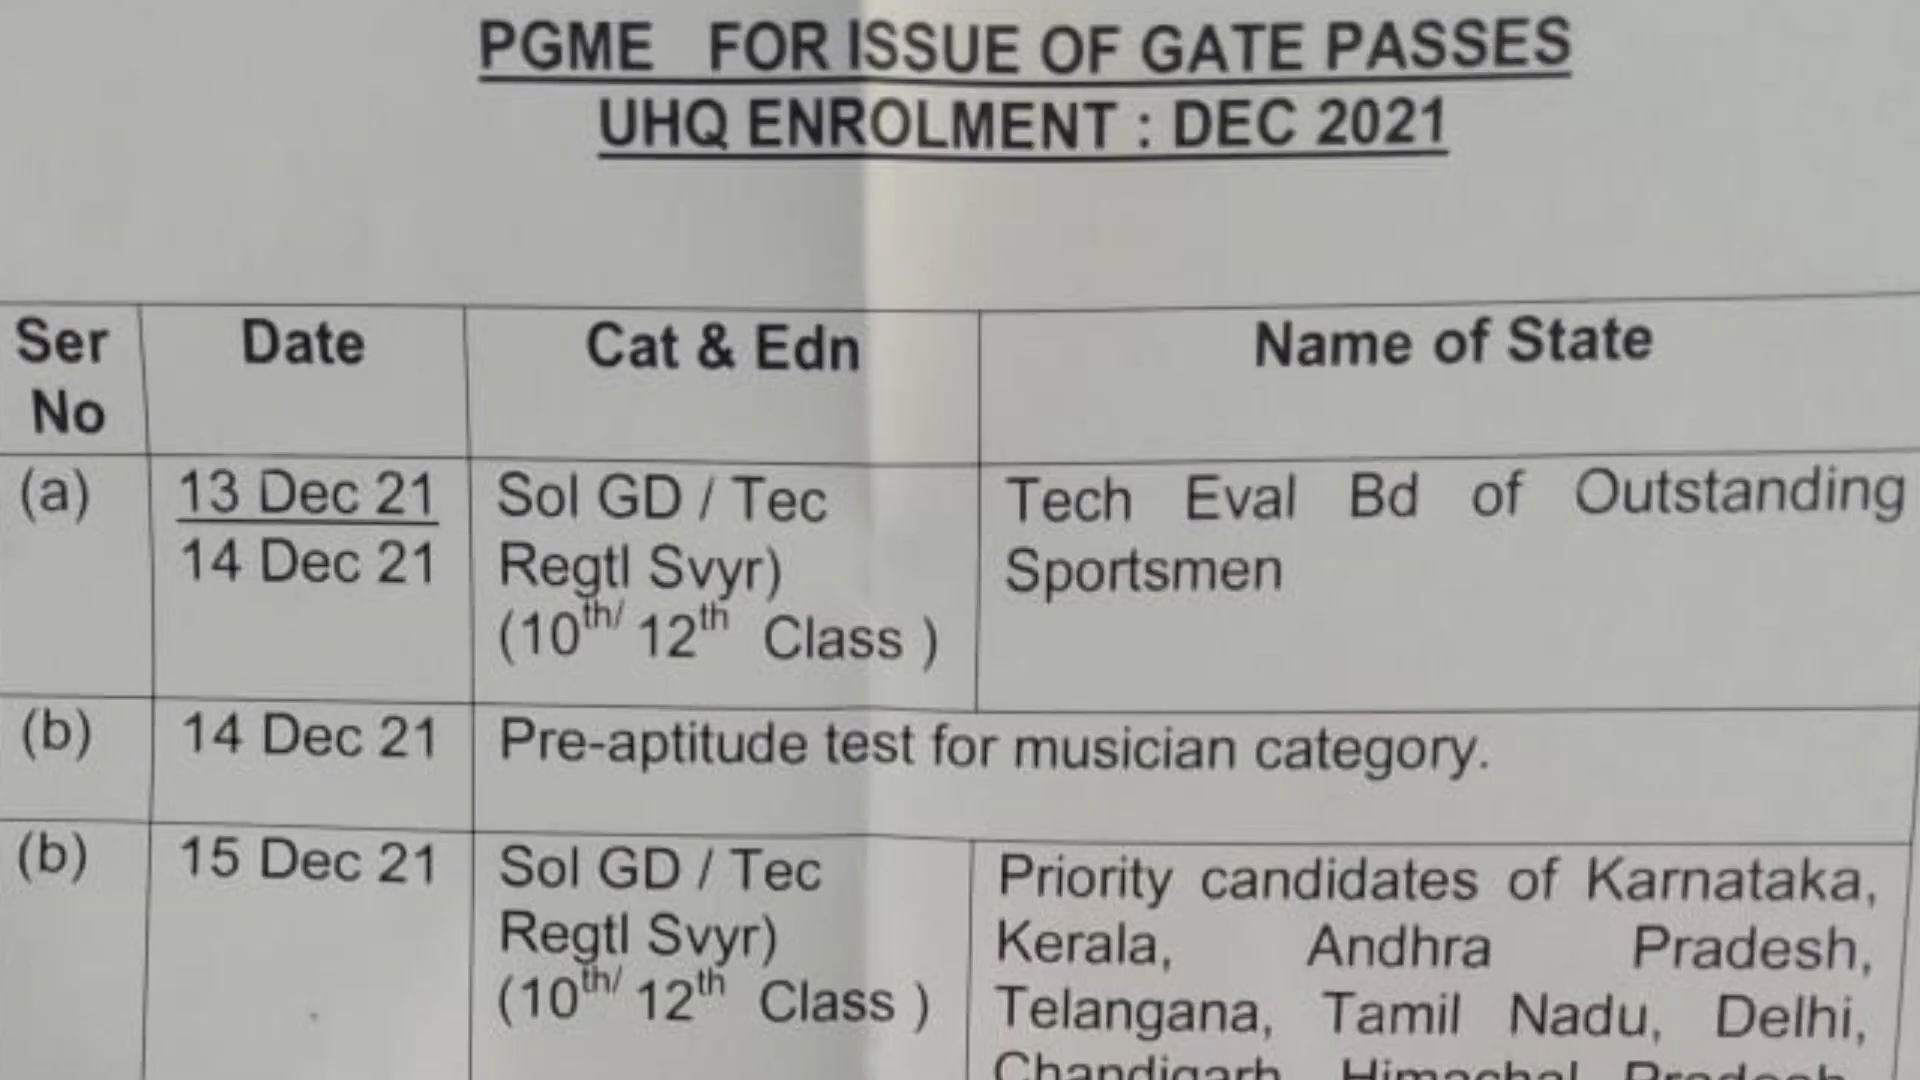 PGME FOR ISSUE OF GATE PASSES
UHQ ENROLMENT : DEC 2021
Ser No
Date
Cat & Edn
Name of State
(a)
13 Dec 21
14 Dec 21
Sol GD / Tec
Regtl Svyr)
(10th/ 12th Class )
Tech Eval Bd of Outstanding
Sportsmen
(b)
14 Dec 21
Pre-aptitude test for musician category.
(b)
15 Dec 21
Sol GD / Tec
Regtl Svyr)
(10th/ 12th Class )
Priority candidates of Karnataka,
Kerala, Andhra Pradesh,
Telangana, Tamil Nadu, Delhi,
Chandigarh, Himachal Pradesh,